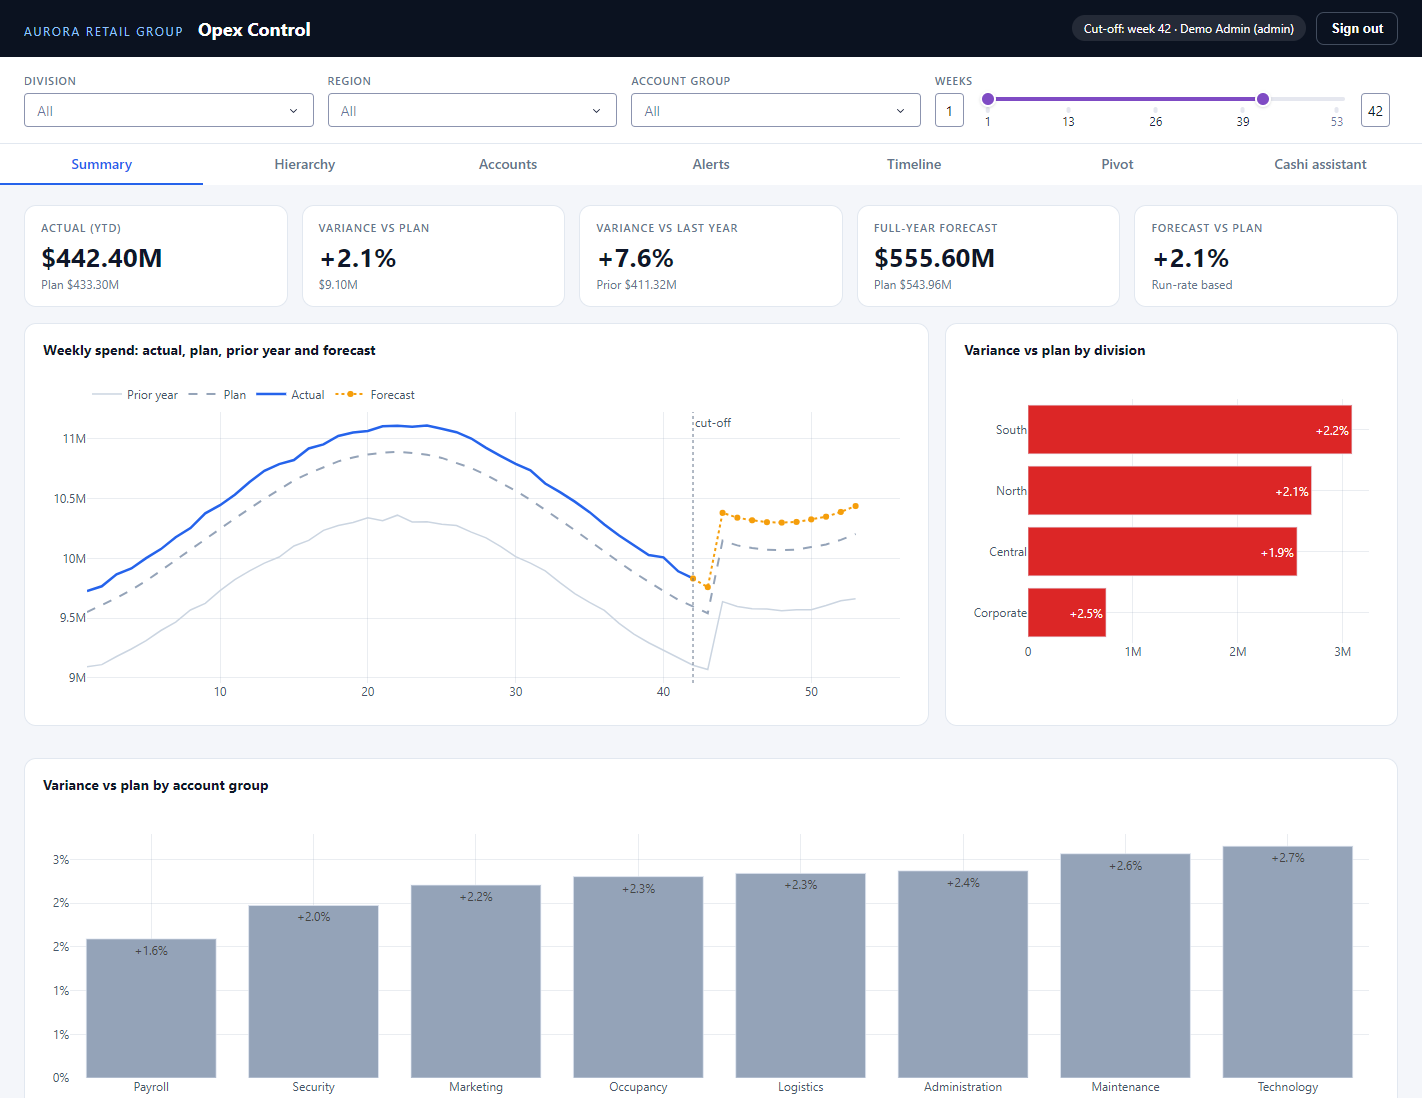 AURORA RETAIL GROUP Opex Control
Cut-off: week 42 · Demo Admin (admin)
Sign out
DIVISION
All
REGION
All
ACCOUNT GROUP
All
WEEKS
1
1 13 26 39 53
42
Summary Hierarchy Accounts Alerts Timeline Pivot Cashi assistant
ACTUAL (YTD)
$442.40M
Plan $433.30M
VARIANCE VS PLAN
+2.1%
$9.10M
VARIANCE VS LAST YEAR
+7.6%
Prior $411.32M
FULL-YEAR FORECAST
$555.60M
Plan $543.96M
FORECAST VS PLAN
+2.1%
Run-rate based
Weekly spend: actual, plan, prior year and forecast
Prior year Plan Actual Forecast
cut-off
11M
10.5M
10M
9.5M
9M
10 20 30 40 50
Variance vs plan by division
South +2.2%
North +2.1%
Central +1.9%
Corporate +2.5%
0 1M 2M 3M
Variance vs plan by account group
3%
2%
2%
1%
1%
0%
+1.6% +2.0% +2.2% +2.3% +2.3% +2.4% +2.6% +2.7%
Payroll Security Marketing Occupancy Logistics Administration Maintenance Technology